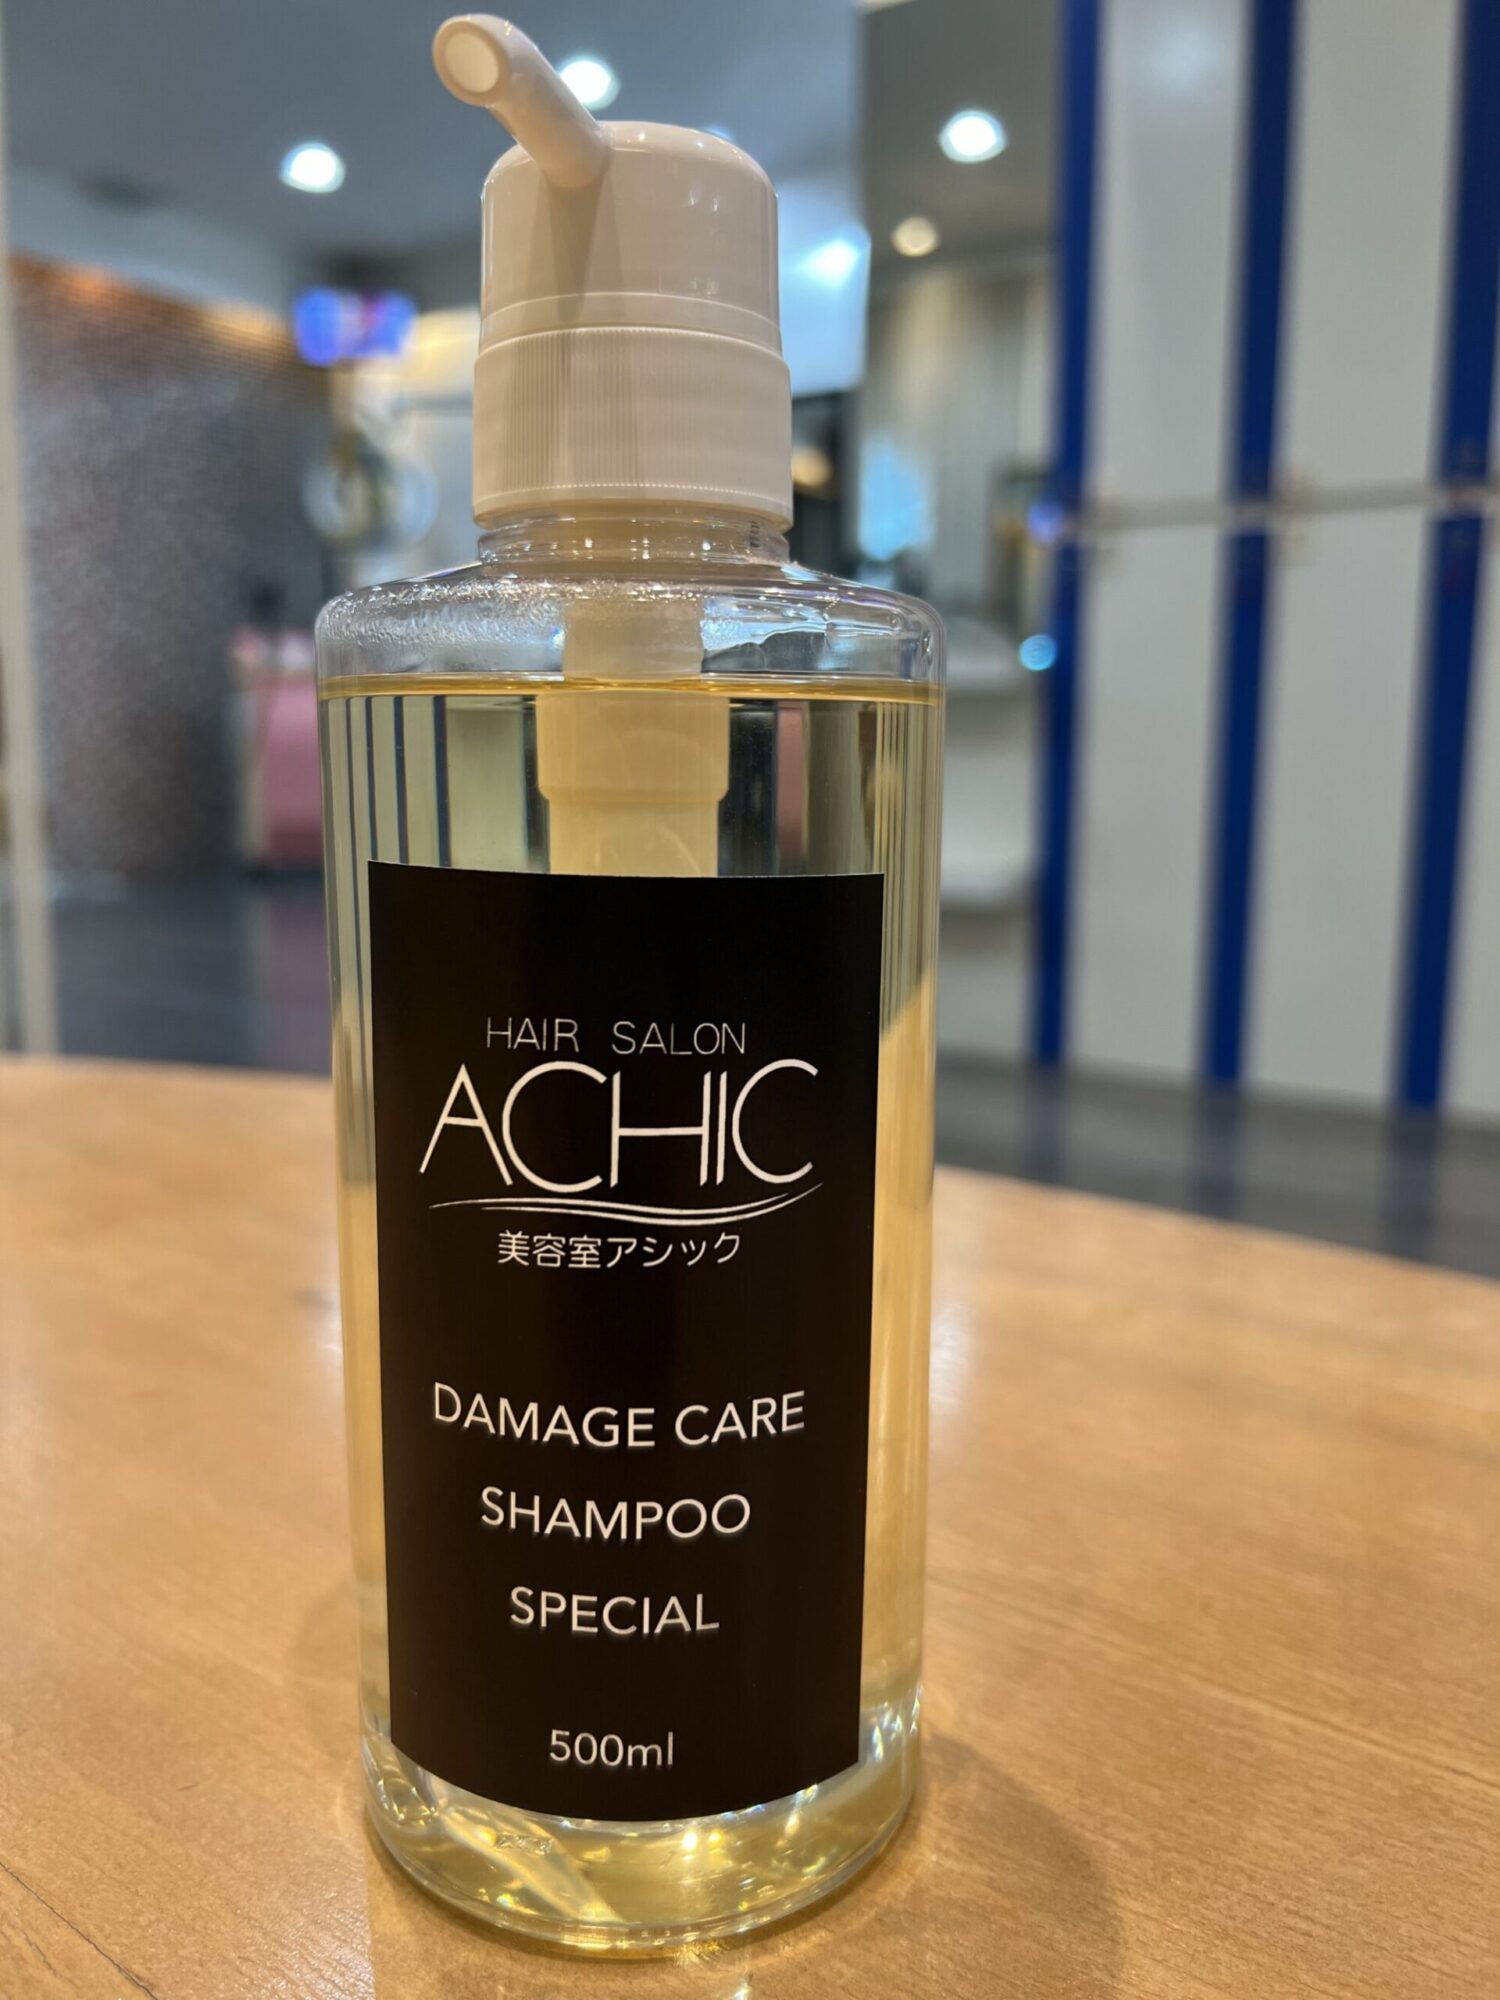 HAIR SALON
ACHIC
美容室アシック
DAMAGE CARE
SHAMPOO
SPECIAL
500ml